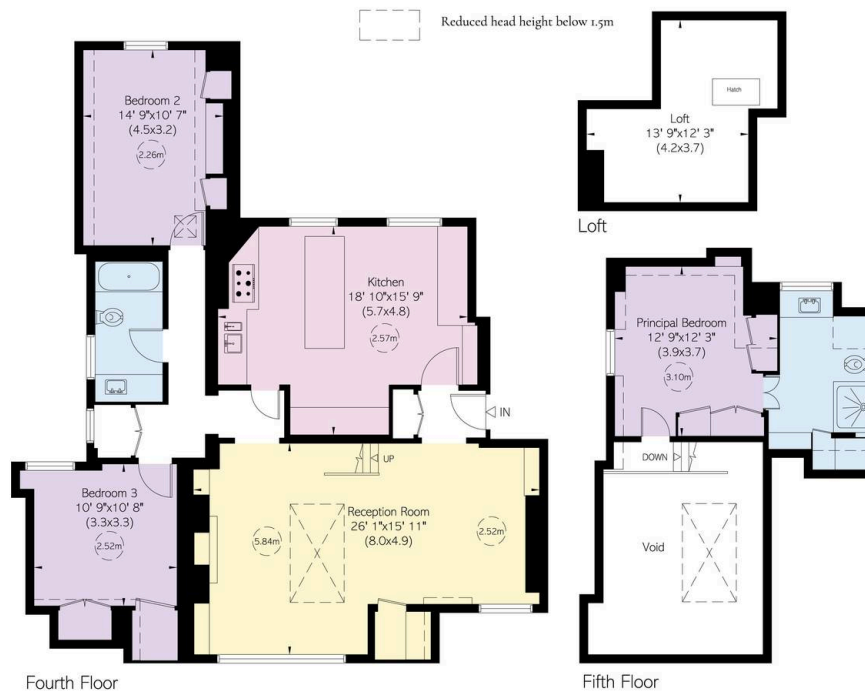 Reduced head height below 1.5m
Bedroom 2
14' 9"x10' 7"
(4.5x3.2)
2.26m
Kitchen
18' 10"x15' 9"
(5.7x4.8)
2.57m
IN
UP
Reception Room
26' 1"x15' 11"
(8.0x4.9)
5.84m
2.52m
Bedroom 3
10' 9"x10' 8"
(3.3x3.3)
2.52m
Fourth Floor
Hatch
Loft
13' 9"x12' 3"
(4.2x3.7)
Loft
Principal Bedroom
12' 9"x12' 3"
(3.9x3.7)
3.10m
DOWN
Void
Fifth Floor